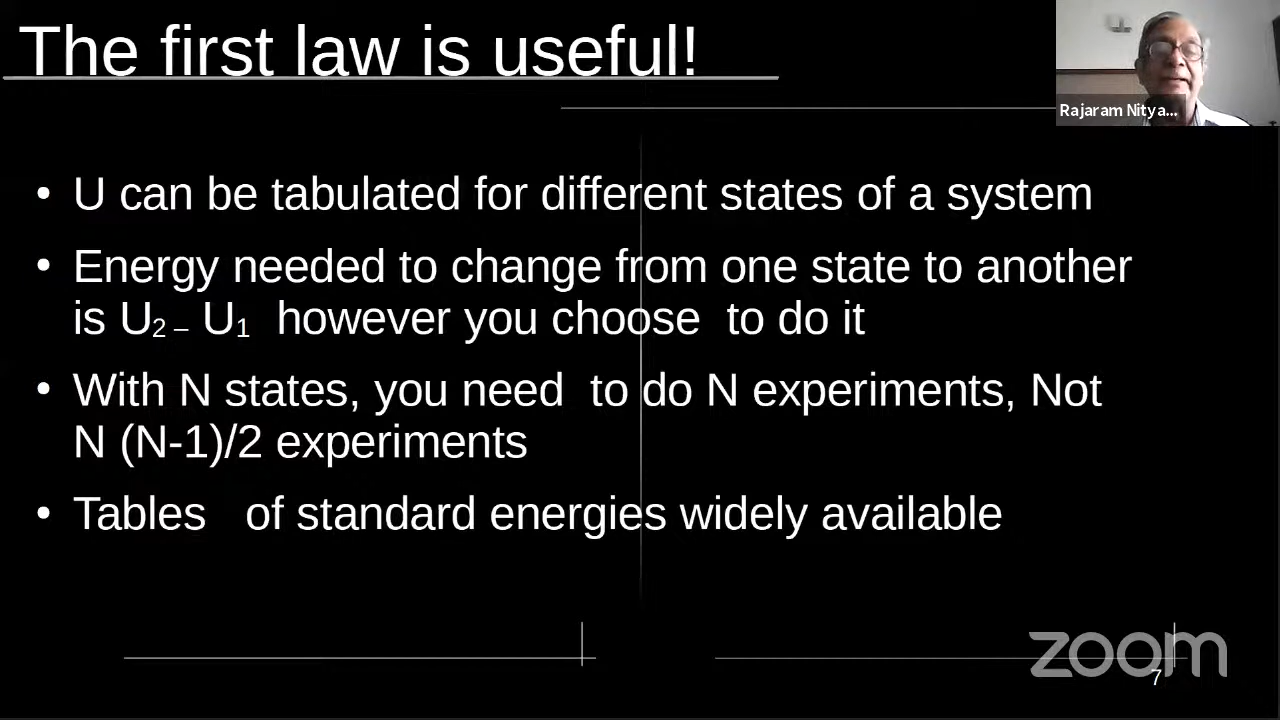 The first law is useful!
Rajaram Nitya...
• U can be tabulated for different states of a system
• Energy needed to change from one state to another
is U₂ – U₁ however you choose to do it
• With N states, you need to do N experiments, Not
N (N-1)/2 experiments
• Tables of standard energies widely available
zoom
7